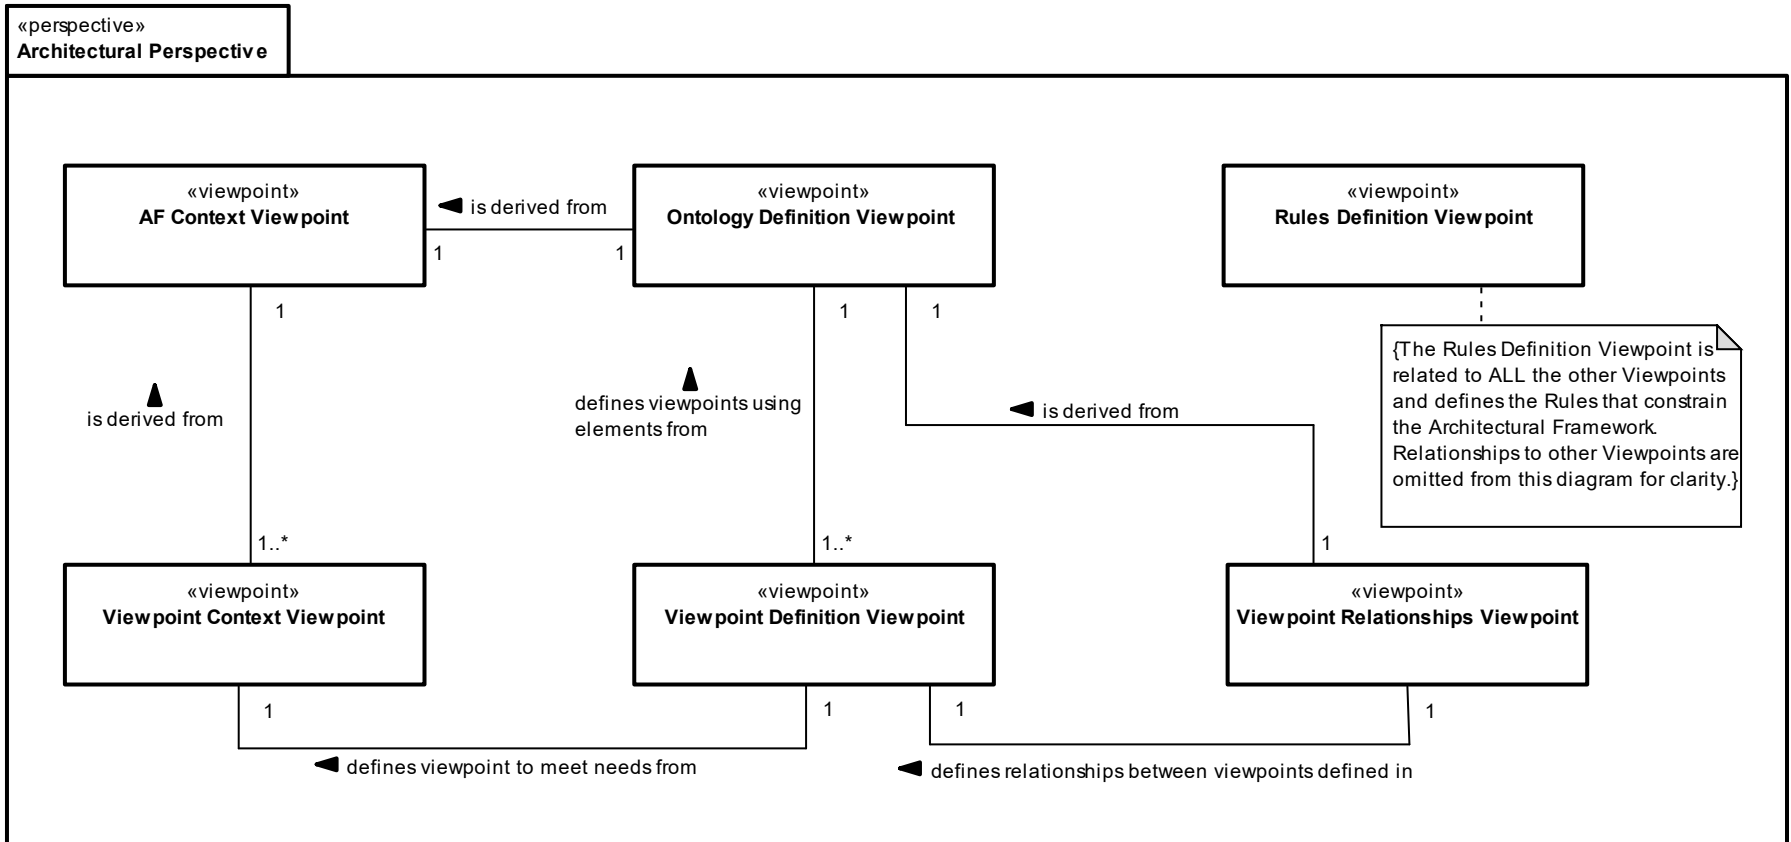 «perspective»
Architectural Perspective
«viewpoint»
AF Context Viewpoint
is derived from
1
1
«viewpoint»
Ontology Definition Viewpoint
«viewpoint»
Rules Definition Viewpoint
1
1
1
{The Rules Definition Viewpoint is
related to ALL the other Viewpoints
and defines the Rules that constrain
the Architectural Framework.
Relationships to other Viewpoints are
omitted from this diagram for clarity.}
is derived from
defines viewpoints using
elements from
is derived from
1..*
1..*
1
«viewpoint»
Viewpoint Context Viewpoint
«viewpoint»
Viewpoint Definition Viewpoint
«viewpoint»
Viewpoint Relationships Viewpoint
1
1
1
1
defines viewpoint to meet needs from
defines relationships between viewpoints defined in